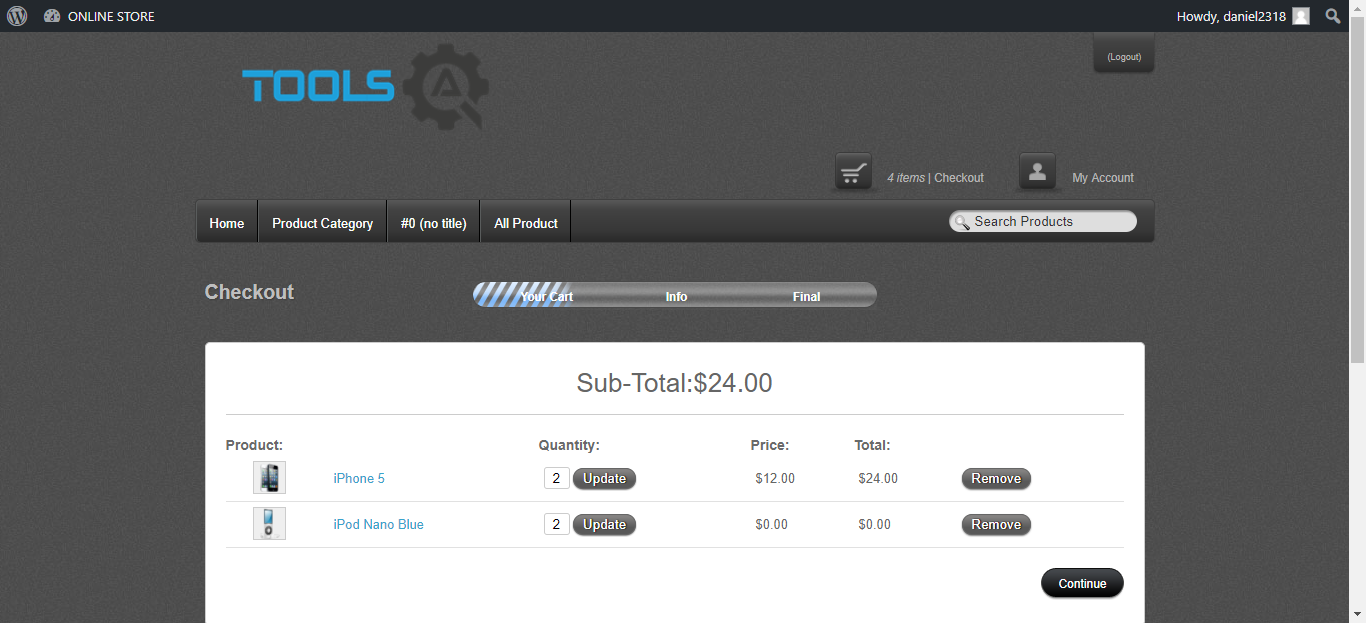 ONLINE STORE
Howdy, daniel2318
(Logout)
TOOLS
4 items | Checkout
My Account
Home
Product Category
#0 (no title)
All Product
Search Products
Checkout
Your Cart
Info
Final
Sub-Total:$24.00
Product:
Quantity:
Price:
Total:
iPhone 5
2
Update
$12.00
$24.00
Remove
iPod Nano Blue
2
Update
$0.00
$0.00
Remove
Continue